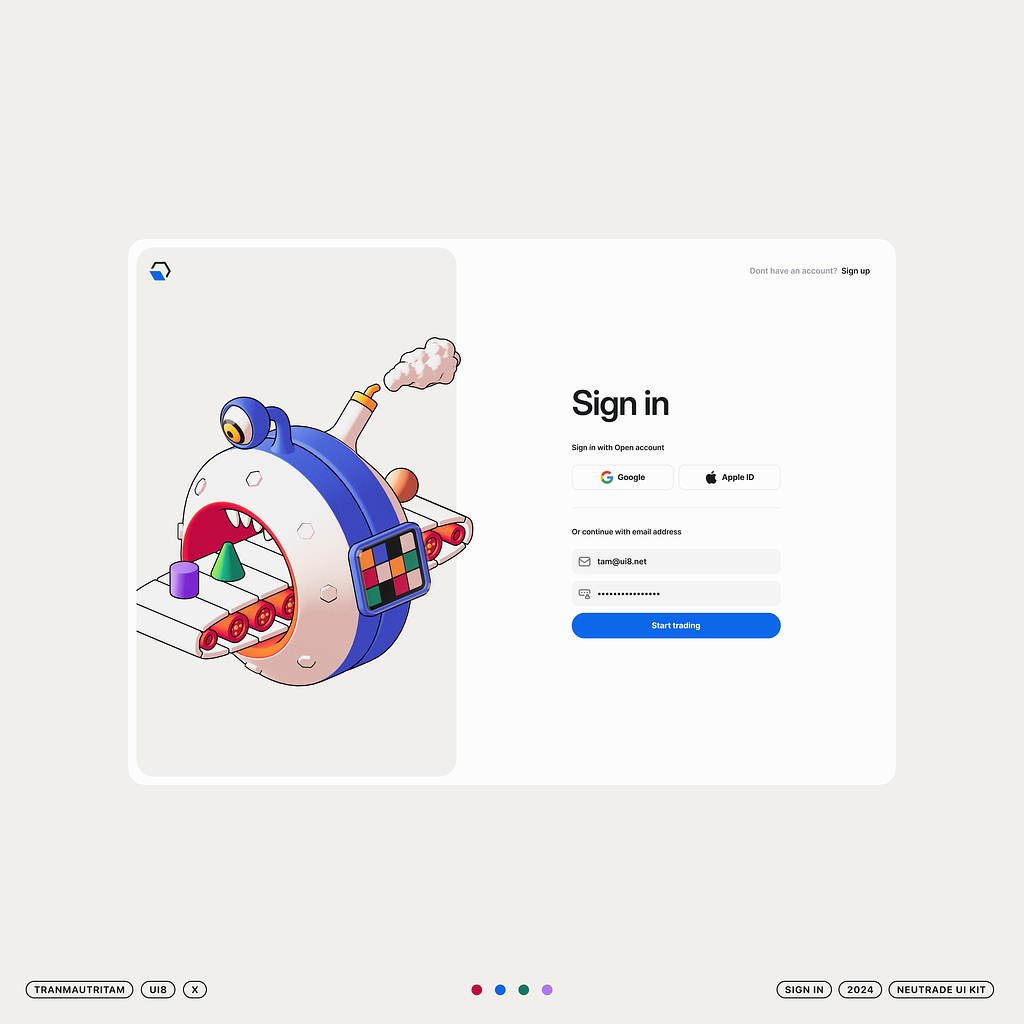 Dont have an account? Sign up
Sign in
Sign in with Open account
Google
Apple ID
Or continue with email address
tam@ui8.net
••••••••••••••••
Start trading
TRANMAUTRITAM
UI8
X
SIGN IN
2024
NEUTRADE UI KIT